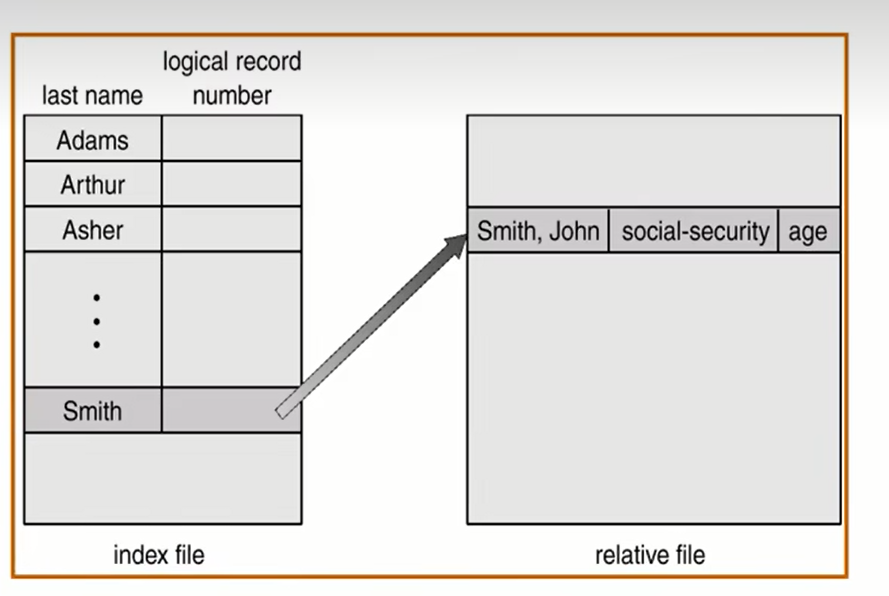 logical record
last name number
Adams
Arthur
Asher
Smith
Smith, John social-security age
index file relative file